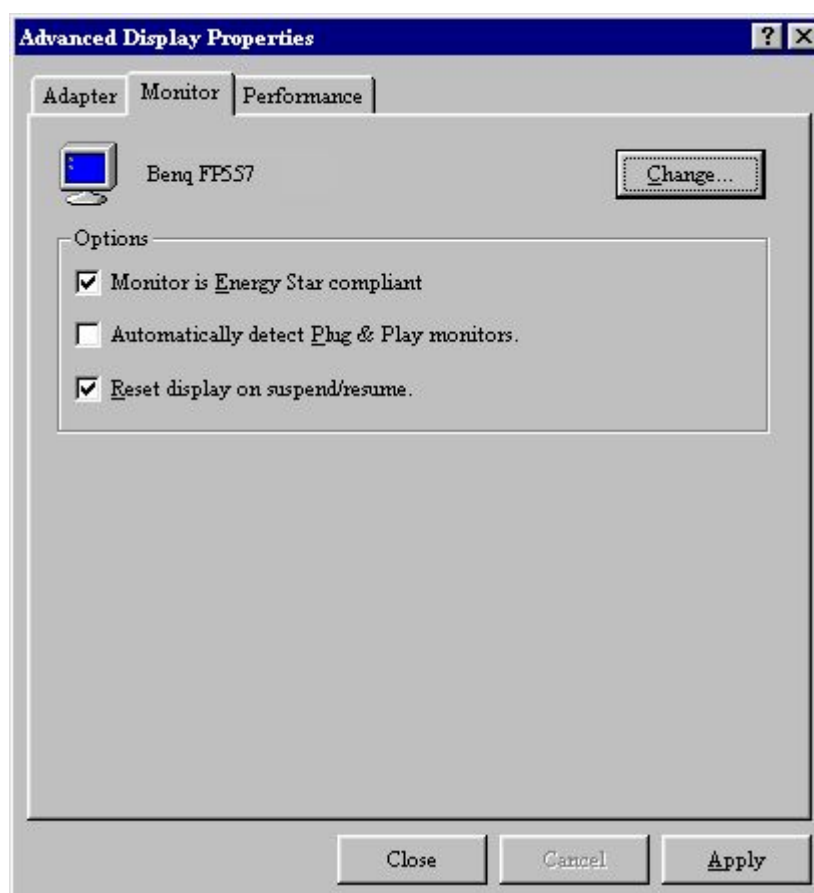 Advanced Display Properties
Adapter Monitor Performance
Benq FP557
Change...
Options
Monitor is Energy Star compliant
Automatically detect Plug & Play monitors.
Reset display on suspend/resume.
Close Cancel Apply